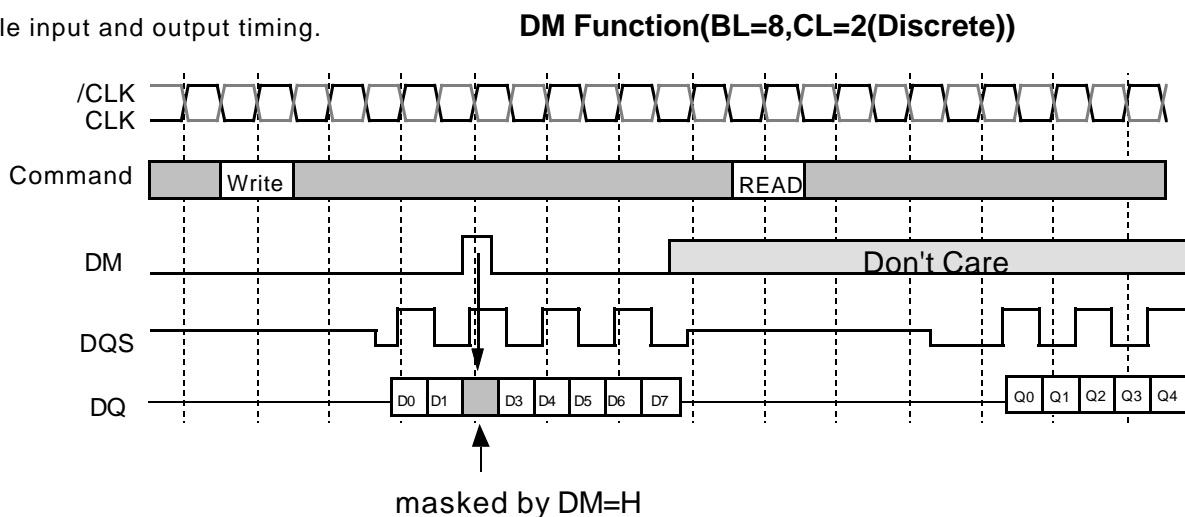 le input and output timing.
DM Function(BL=8,CL=2(Discrete))
/CLK
CLK
Command
Write
READ
DM
Don't Care
DQS
DQ
D0 D1 D3 D4 D5 D6 D7
Q0 Q1 Q2 Q3 Q4
masked by DM=H